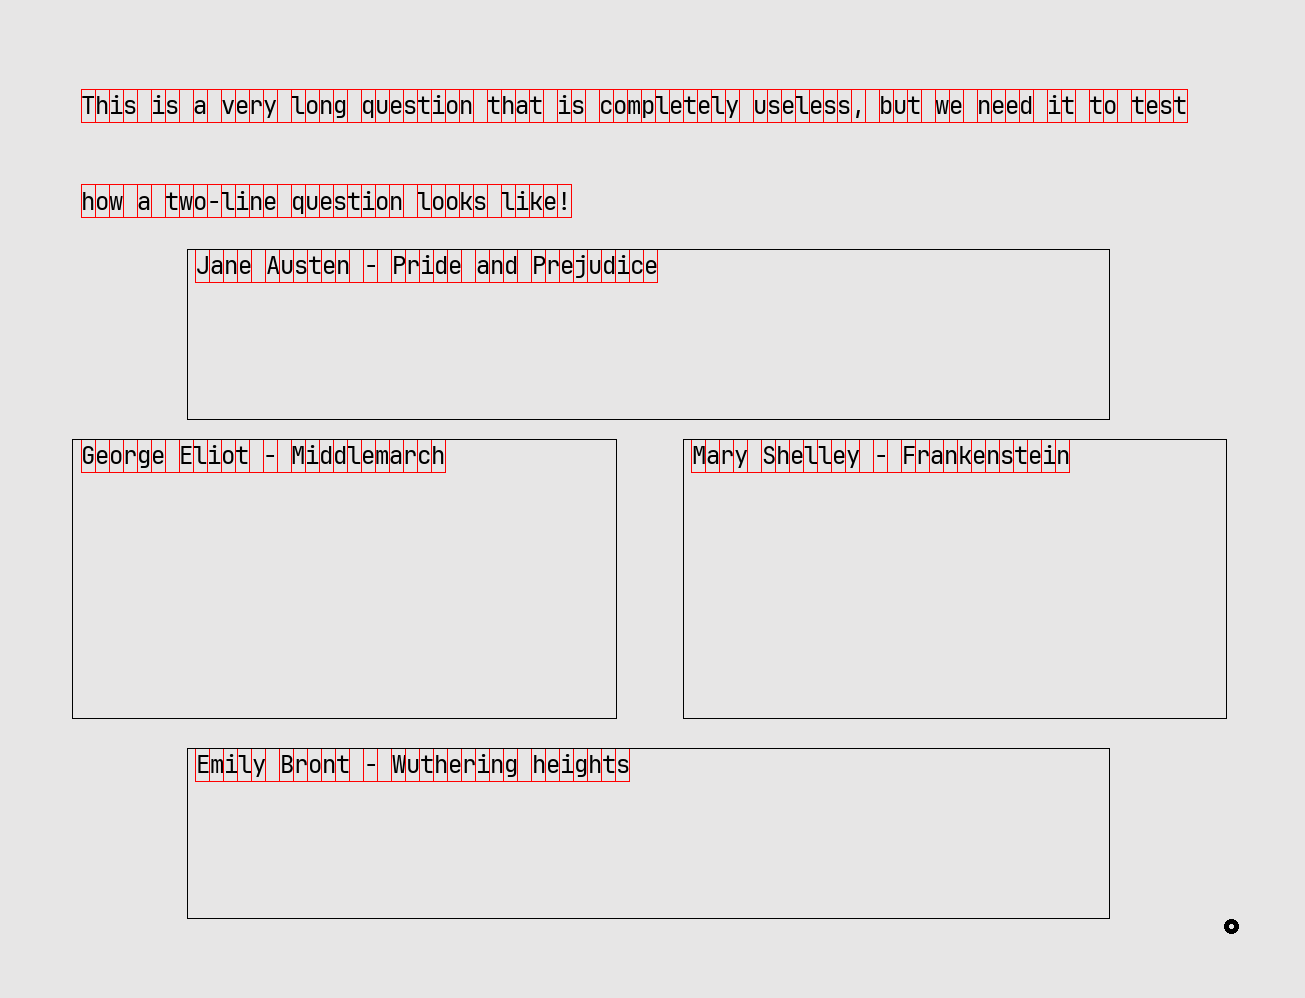 This is a very long question that is completely useless, but we need it to test
how a two-line question looks like!
Jane Austen - Pride and Prejudice
George Eliot - Middlemarch
Mary Shelley - Frankenstein
Emily Bront - Wuthering heights